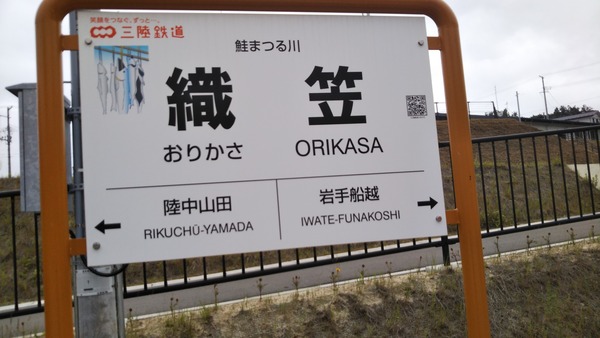 笑顔をつなぐ、ずっと…。
三陸鉄道
鮭まつる川
織笠
おりかさ ORIKASA
陸中山田 岩手船越
RIKUCHŪ-YAMADA IWATE-FUNAKOSHI